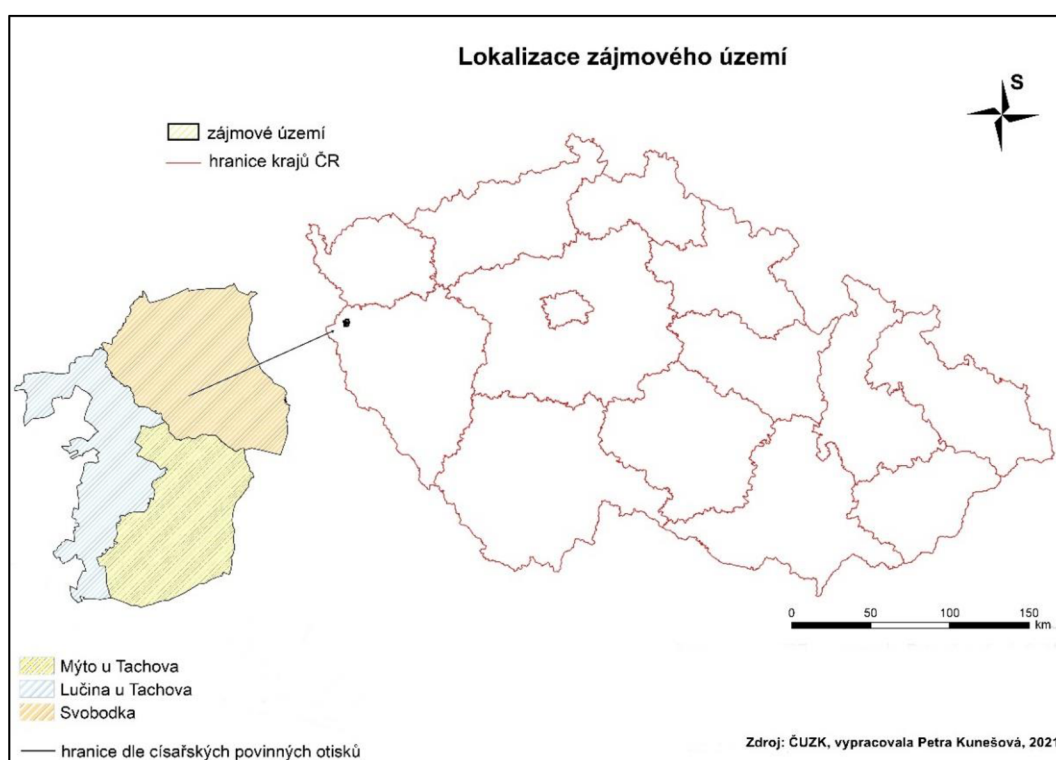 Lokalizace zájmového území
S
zájmové území
hranice krajů ČR
0 50 100 150
km
Mýto u Tachova
Lučina u Tachova
Svobodka
hranice dle císařských povinných otisků
Zdroj: ČUZK, vypracovala Petra Kunešová, 2021